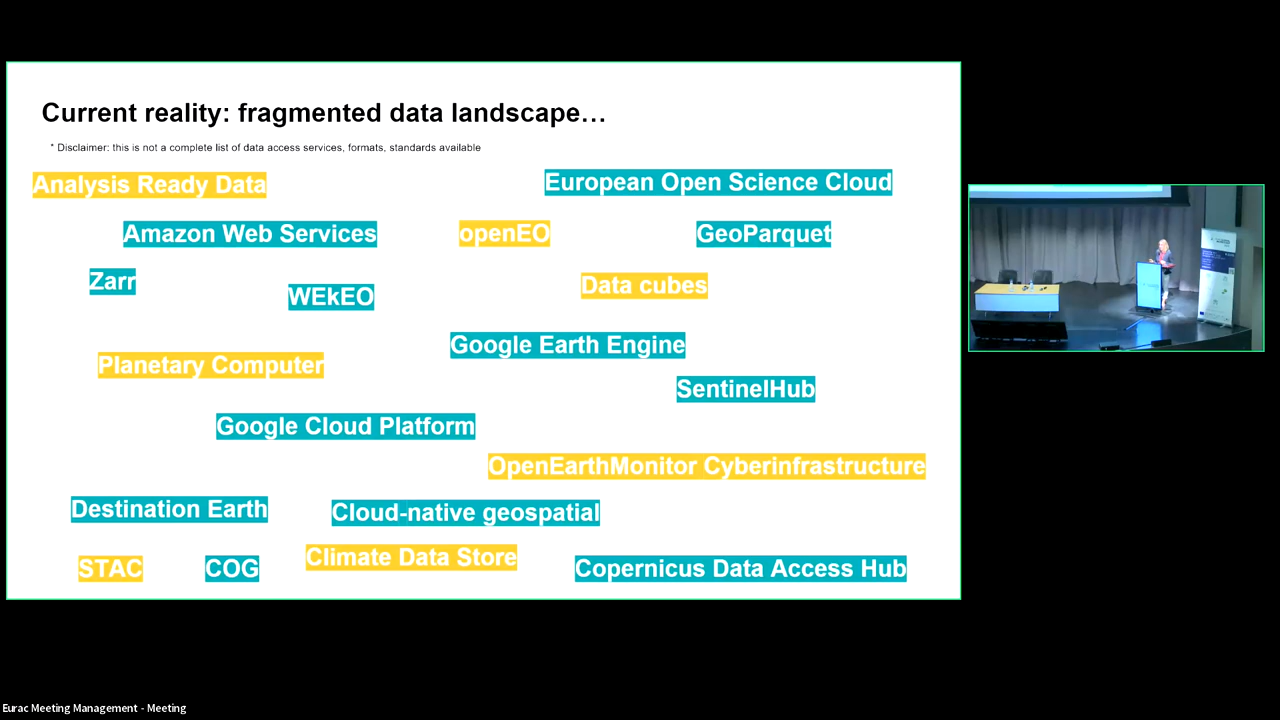 Current reality: fragmented data landscape…
* Disclaimer: this is not a complete list of data access services, formats, standards available
Analysis Ready Data
European Open Science Cloud
Amazon Web Services
openEO
GeoParquet
Zarr
WEkEO
Data cubes
Google Earth Engine
Planetary Computer
SentinelHub
Google Cloud Platform
OpenEarthMonitor Cyberinfrastructure
Destination Earth
Cloud-native geospatial
STAC
COG
Climate Data Store
Copernicus Data Access Hub
Eurac Meeting Management - Meeting